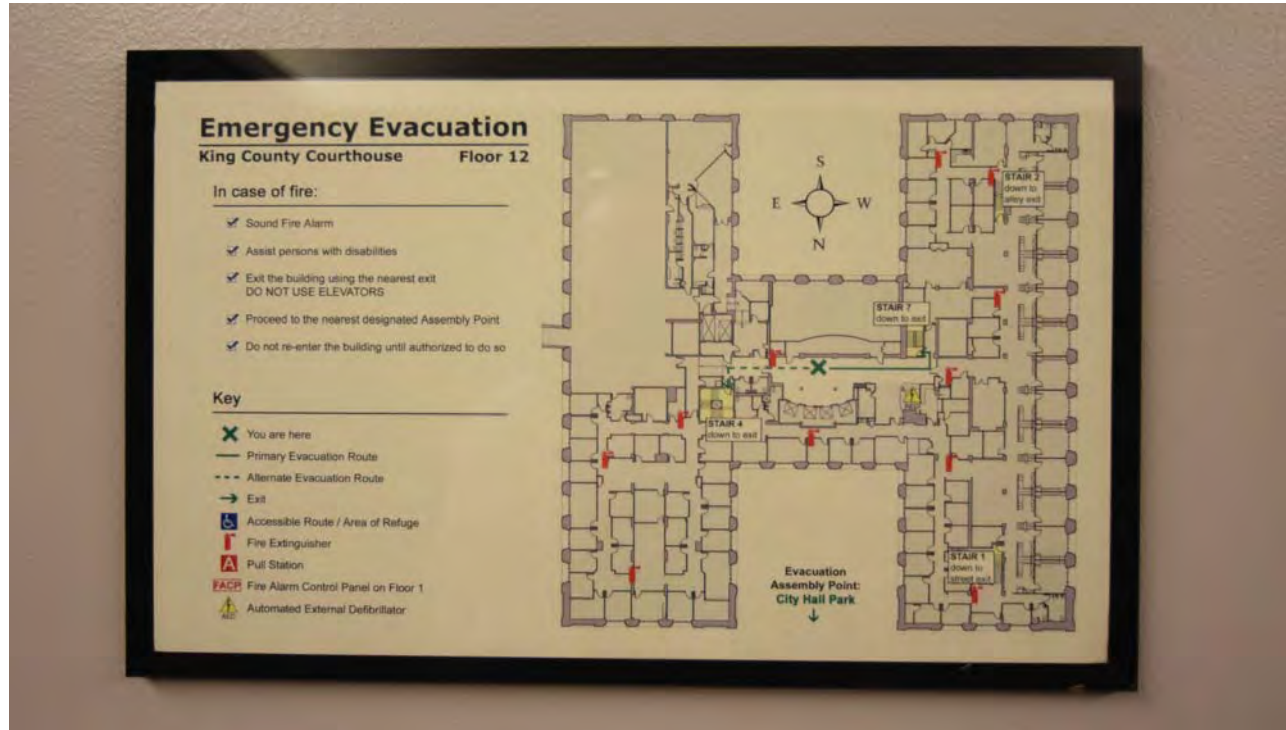 Emergency Evacuation
King County Courthouse Floor 12
In case of fire:
Sound Fire Alarm
Assist persons with disabilities
Exit the building using the nearest exit
DO NOT USE ELEVATORS
Proceed to the nearest designated Assembly Point
Do not re-enter the building until authorized to do so
Key
You are here
Primary Evacuation Route
Alternate Evacuation Route
Exit
Accessible Route / Area of Refuge
Fire Extinguisher
A Pull Station
FACP Fire Alarm Control Panel on Floor 1
Automated External Defibrillator
AED
S
E W
N
STAIR 2
down to
alley exit
STAIR 7
down to exit
STAIR 4
down to exit
STAIR 1
down to
street exit
Evacuation
Assembly Point:
City Hall Park